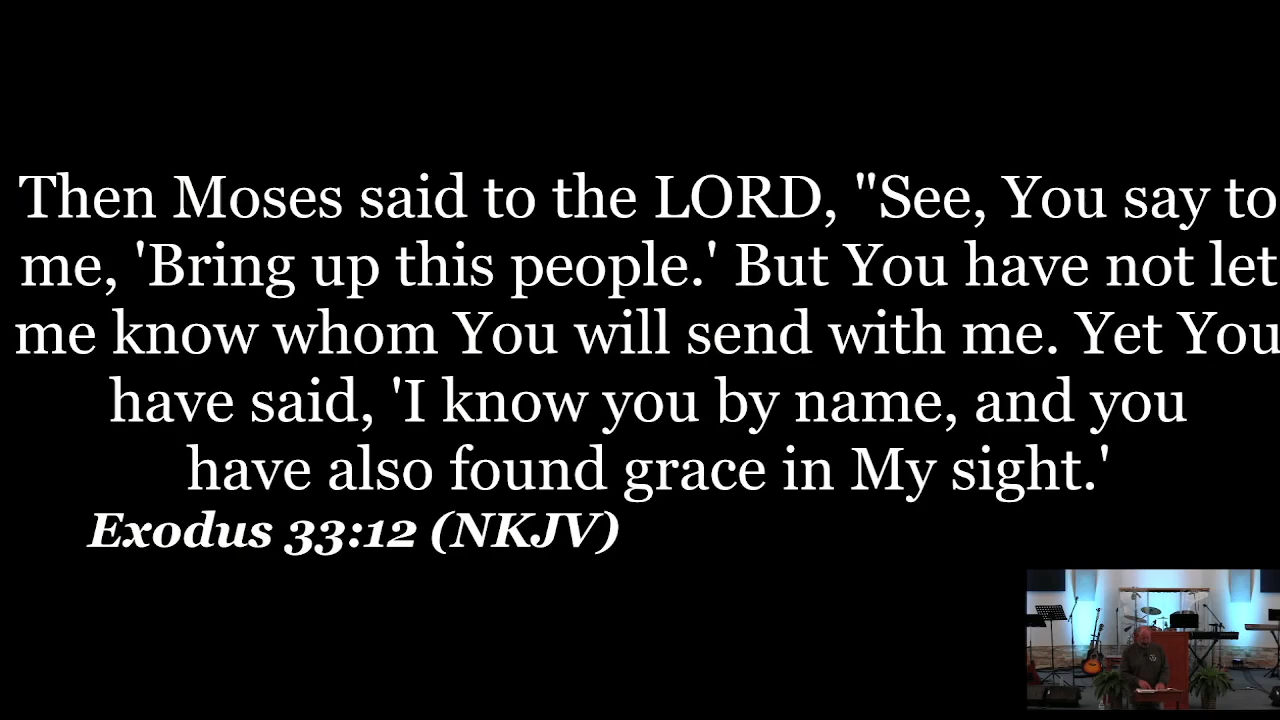 Then Moses said to the LORD, "See, You say to
me, 'Bring up this people.' But You have not let
me know whom You will send with me. Yet You
have said, 'I know you by name, and you
have also found grace in My sight.'
Exodus 33:12 (NKJV)